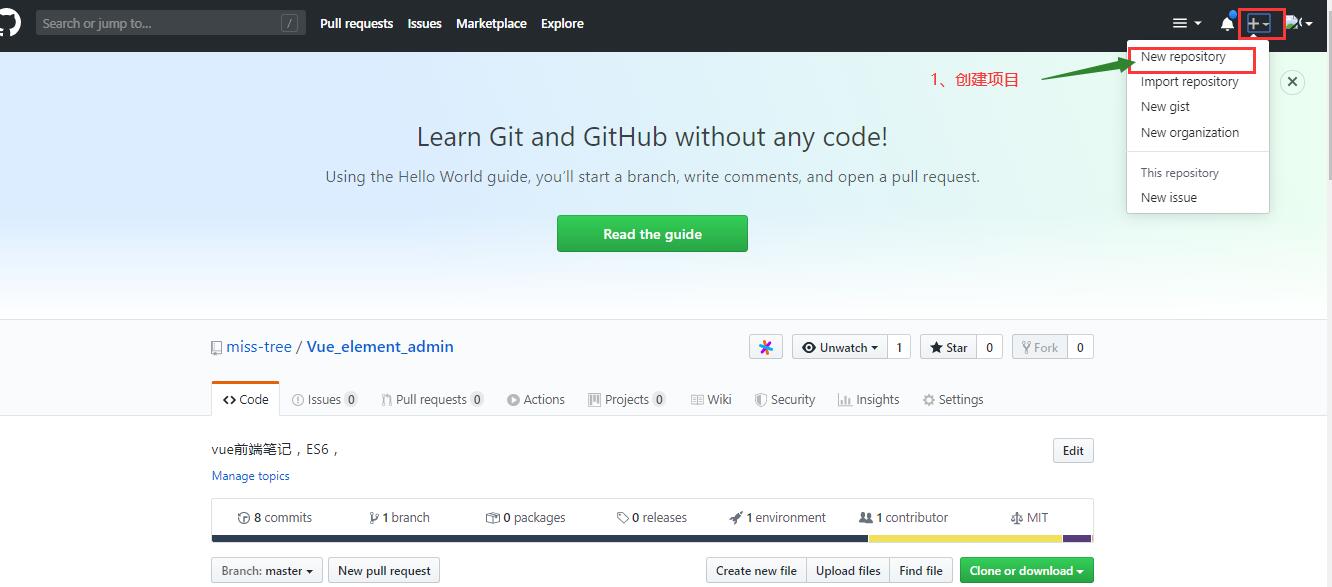 Search or jump to... / Pull requests Issues Marketplace Explore
New repository
1、创建项目
Import repository
New gist
New organization
This repository
New issue
Learn Git and GitHub without any code!
Using the Hello World guide, you’ll start a branch, write comments, and open a pull request.
Read the guide
miss-tree / Vue_element_admin Unwatch 1 Star 0 Fork 0
Code Issues 0 Pull requests 0 Actions Projects 0 Wiki Security Insights Settings
vue前端笔记，ES6， Edit
Manage topics
8 commits 1 branch 0 packages 0 releases 1 environment 1 contributor MIT
Branch: master New pull request Create new file Upload files Find file Clone or download